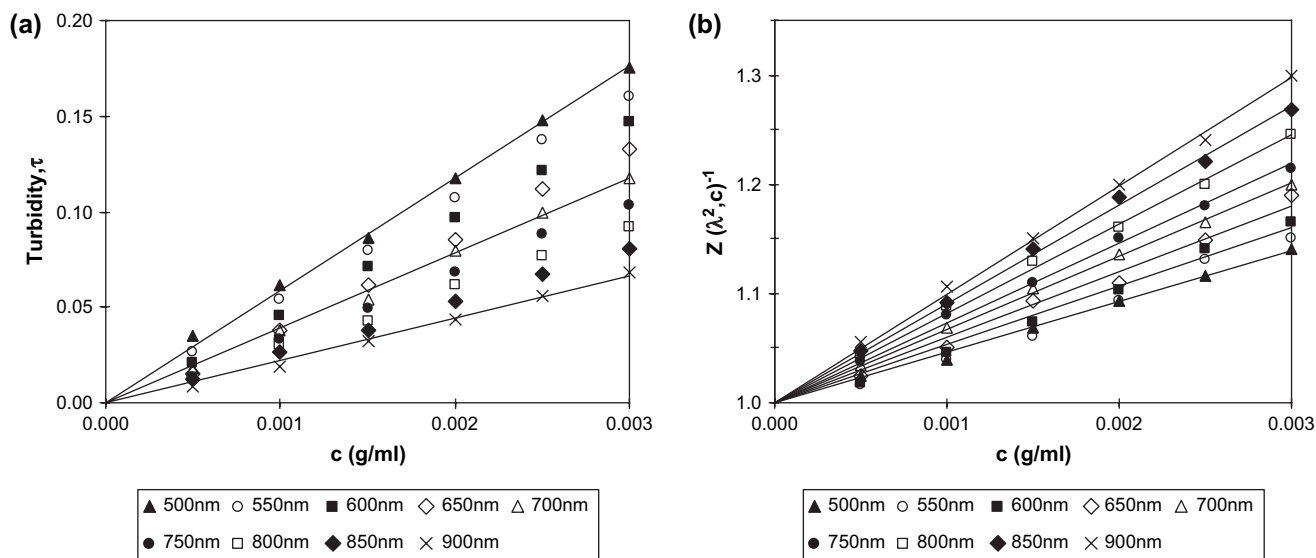 (a)
0.20
0.15
0.10
0.05
0.00
Turbidity,τ
0.000 0.001 0.002 0.003
c (g/ml)
500nm 550nm 600nm 650nm 700nm
750nm 800nm 850nm 900nm
(b)
1.3
1.2
1.1
1.0
Z (λ²,c)⁻¹
0.000 0.001 0.002 0.003
c (g/ml)
500nm 550nm 600nm 650nm 700nm
750nm 800nm 850nm 900nm